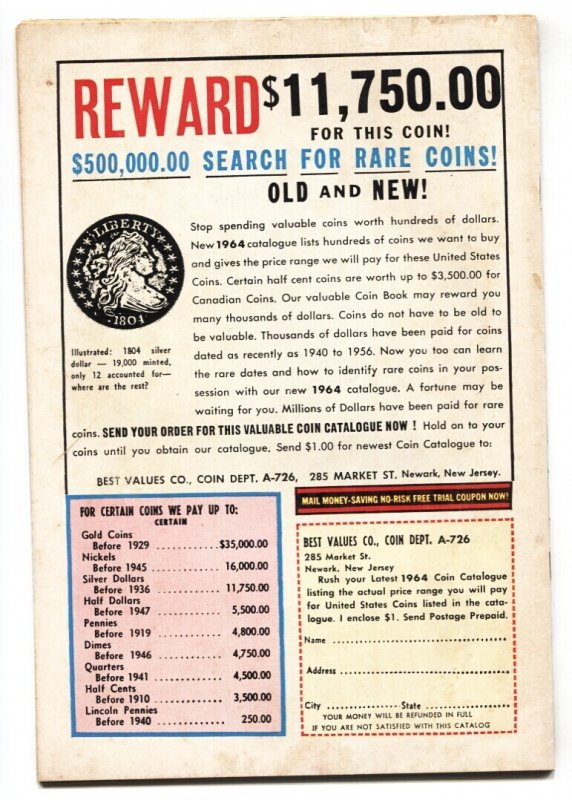 REWARD $11,750.00
FOR THIS COIN!
$500,000.00 SEARCH FOR RARE COINS!
OLD AND NEW!
LIBERTY
1804
Illustrated: 1804 silver
dollar — 19,000 minted,
only 12 accounted for—
where are the rest?
Stop spending valuable coins worth hundreds of dollars.
New 1964 catalogue lists hundreds of coins we want to buy
and gives the price range we will pay for these United States
Coins. Certain half cent coins are worth up to $3,500.00 for
Canadian Coins. Our valuable Coin Book may reward you
many thousands of dollars. Coins do not have to be old to
be valuable. Thousands of dollars have been paid for coins
dated as recently as 1940 to 1956. Now you too can learn
the rare dates and how to identify rare coins in your pos-
session with our new 1964 catalogue. A fortune may be
waiting for you. Millions of Dollars have been paid for rare
coins. SEND YOUR ORDER FOR THIS VALUABLE COIN CATALOGUE NOW ! Hold on to your
coins until you obtain our catalogue. Send $1.00 for newest Coin Catalogue to:
BEST VALUES CO., COIN DEPT. A-726, 285 MARKET ST. Newark, New Jersey.
FOR CERTAIN COINS WE PAY UP TO:
CERTAIN
Gold Coins
Before 1929 ..............$35,000.00
Nickels
Before 1945 .............. 16,000.00
Silver Dollars
Before 1936 .............. 11,750.00
Half Dollars
Before 1947 .............. 5,500.00
Pennies
Before 1919 .............. 4,800.00
Dimes
Before 1946 .............. 4,750.00
Quarters
Before 1941 .............. 4,500.00
Half Cents
Before 1910 .............. 3,500.00
Lincoln Pennies
Before 1940 .............. 250.00
MAIL MONEY-SAVING NO-RISK FREE TRIAL COUPON NOW!
BEST VALUES CO., COIN DEPT. A-726
285 Market St.
Newark, New Jersey
Rush your Latest 1964 Coin Catalogue
listing the actual price range you will pay
for United States Coins listed in the cata-
logue. I enclose $1. Send Postage Prepaid.
Name
Address
City State
YOUR MONEY WILL BE REFUNDED IN FULL
IF YOU ARE NOT SATISFIED WITH THIS CATALOG